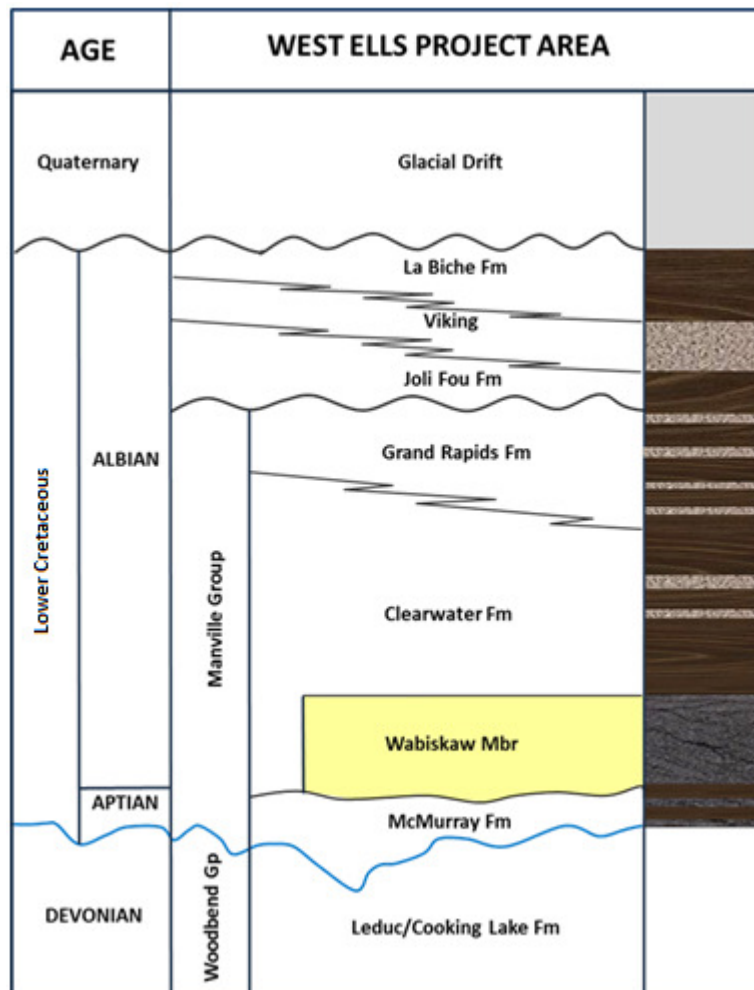 AGE
WEST ELLS PROJECT AREA
Quaternary
Glacial Drift
Lower Cretaceous
ALBIAN
La Biche Fm
Viking
Joli Fou Fm
Manville Group
Grand Rapids Fm
Clearwater Fm
Wabiskaw Mbr
APTIAN
McMurray Fm
DEVONIAN
Woodbend Gp
Leduc/Cooking Lake Fm